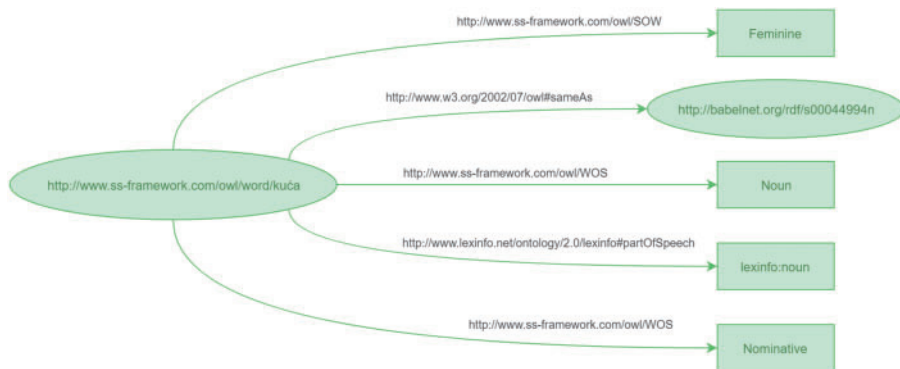 http://www.ss-framework.com/owl/SOW
Feminine
http://www.w3.org/2002/07/owl#sameAs
http://babelnet.org/rdf/s00044994n
http://www.ss-framework.com/owl/word/kuća
http://www.ss-framework.com/owl/WOS
Noun
http://www.lexinfo.net/ontology/2.0/lexinfo#partOfSpeech
lexinfo:noun
http://www.ss-framework.com/owl/WOS
Nominative